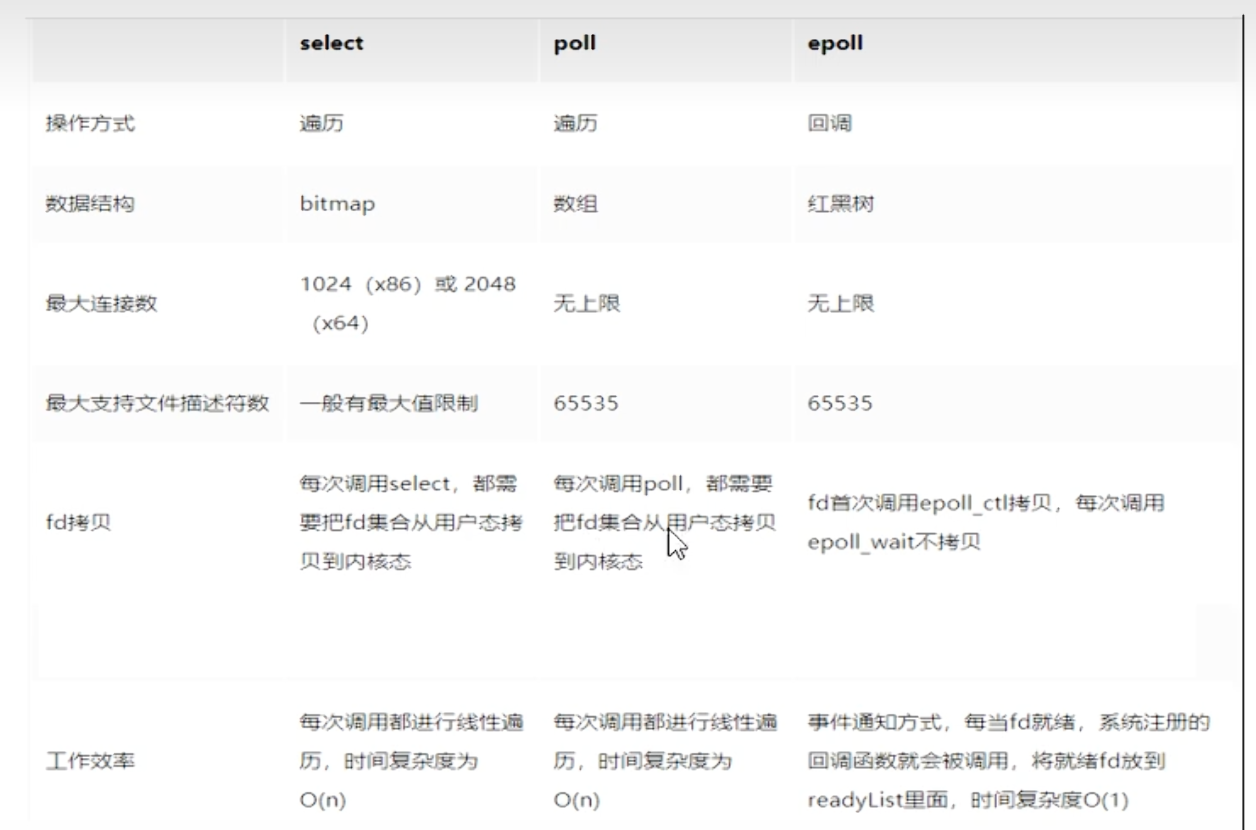 select poll epoll
操作方式 遍历 遍历 回调
数据结构 bitmap 数组 红黑树
最大连接数 1024（x86）或 2048（x64） 无上限 无上限
最大支持文件描述符数 一般有最大值限制 65535 65535
fd拷贝
每次调用select，都需
要把fd集合从用户态拷
贝到内核态
每次调用poll，都需要
把fd集合从用户态拷贝
到内核态
fd首次调用epoll_ctl拷贝，每次调用
epoll_wait不拷贝
工作效率
每次调用都进行线性遍
历，时间复杂度为
O(n)
每次调用都进行线性遍
历，时间复杂度为
O(n)
事件通知方式，每当fd就绪，系统注册的
回调函数就会被调用，将就绪fd放到
readyList里面，时间复杂度O(1)